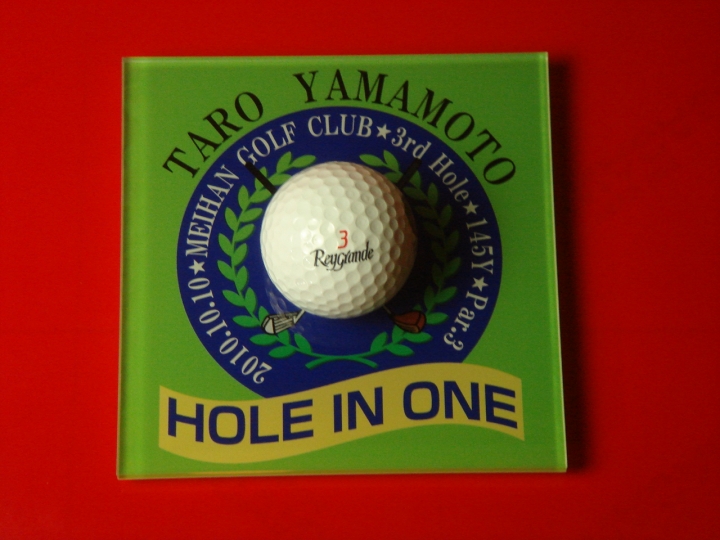 TARO YAMAMOTO
2010.10.10★MEIHAN GOLF CLUB★3rd Hole★145Y★Par.3
3
Reygrande
HOLE IN ONE